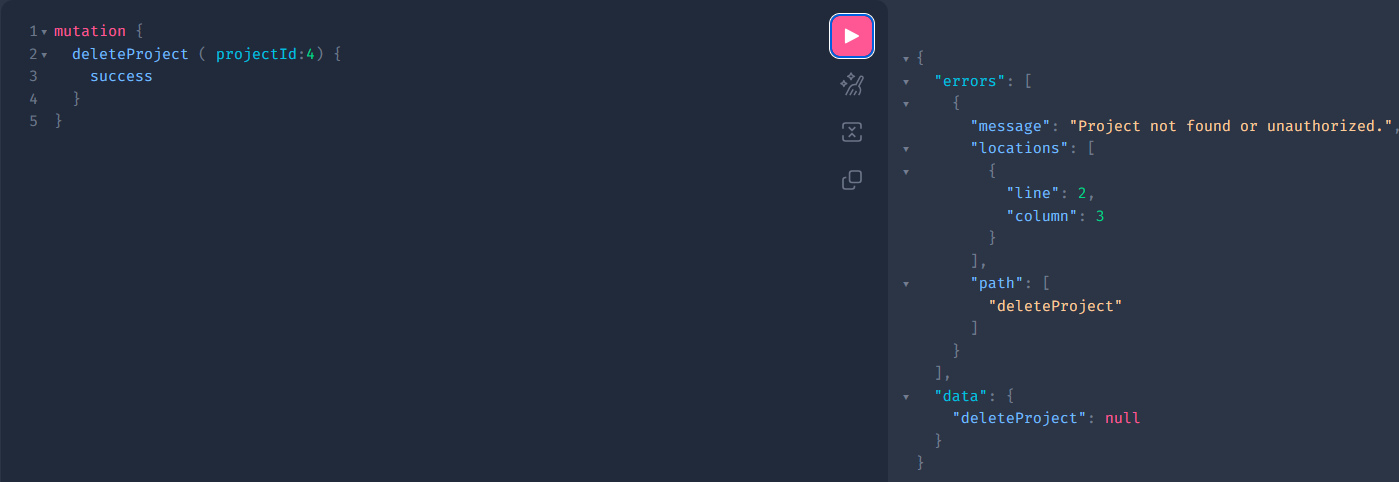 1 mutation {
2 deleteProject ( projectId:4) {
3 success
4 }
5 }
{
"errors": [
{
"message": "Project not found or unauthorized.",
"locations": [
{
"line": 2,
"column": 3
}
],
"path": [
"deleteProject"
]
}
],
"data": {
"deleteProject": null
}
}